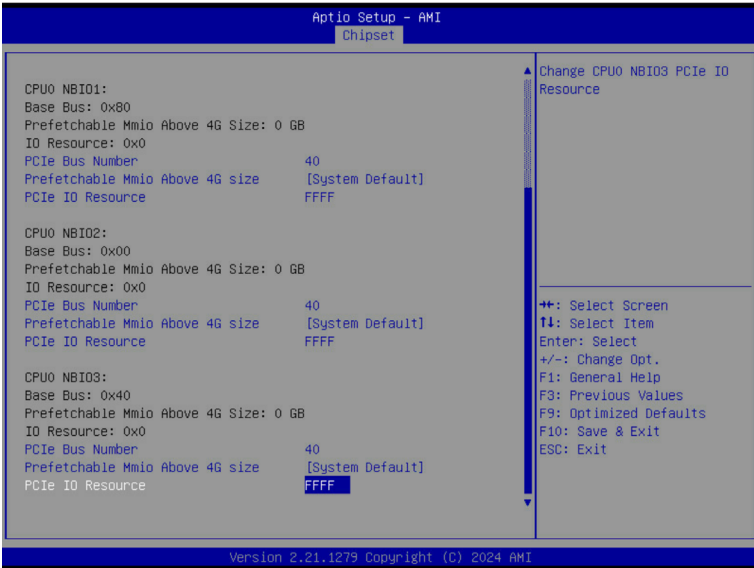 Aptio Setup – AMI
Chipset
CPU0 NBIO1:
Base Bus: 0x80
Prefetchable Mmio Above 4G Size: 0 GB
IO Resource: 0x0
PCIe Bus Number 40
Prefetchable Mmio Above 4G size [System Default]
PCIe IO Resource FFFF
CPU0 NBIO2:
Base Bus: 0x00
Prefetchable Mmio Above 4G Size: 0 GB
IO Resource: 0x0
PCIe Bus Number 40
Prefetchable Mmio Above 4G size [System Default]
PCIe IO Resource FFFF
CPU0 NBIO3:
Base Bus: 0x40
Prefetchable Mmio Above 4G Size: 0 GB
IO Resource: 0x0
PCIe Bus Number 40
Prefetchable Mmio Above 4G size [System Default]
PCIe IO Resource FFFF
Change CPU0 NBIO3 PCIe IO
Resource
→←: Select Screen
↑↓: Select Item
Enter: Select
+/-: Change Opt.
F1: General Help
F3: Previous Values
F9: Optimized Defaults
F10: Save & Exit
ESC: Exit
Version 2.21.1279 Copyright (C) 2024 AMI